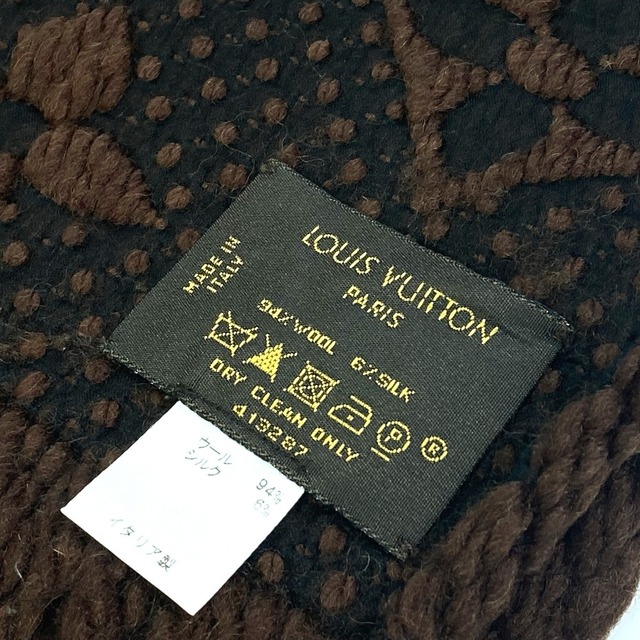 LOUIS VUITTON
PARIS
MADE IN
ITALY
94%WOOL 6%SILK
P ®
DRY CLEAN ONLY
413287
ウール 94%
シルク 6%
イタリア製